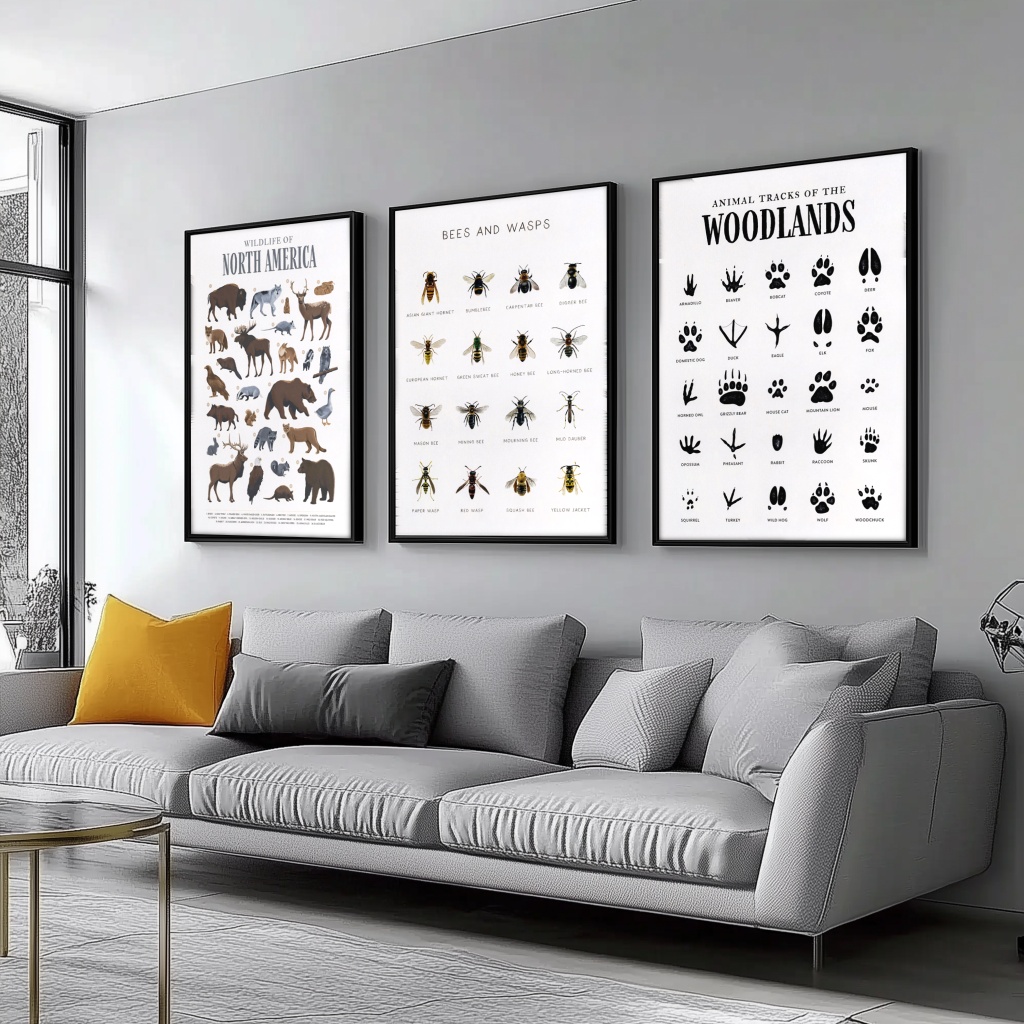 WILDLIFE OF
NORTH AMERICA
BEES AND WASPS
ASIAN GIANT HORNET
BUMBLEBEE
CARPENTER BEE
DIGGER BEE
EUROPEAN HORNET
GREEN SWEAT BEE
HONEY BEE
LONG-HORNED BEE
MASON BEE
MINING BEE
MOURNING BEE
MUD DAUBER
PAPER WASP
RED WASP
SQUASH BEE
YELLOW JACKET
ANIMAL TRACKS OF THE
WOODLANDS
ARMADILLO
BEAVER
BOBCAT
COYOTE
DEER
DOMESTIC DOG
DUCK
EAGLE
ELK
FOX
HORNED OWL
GRIZZLY BEAR
HOUSE CAT
MOUNTAIN LION
MOUSE
OPOSSUM
PHEASANT
RABBIT
RACCOON
SKUNK
SQUIRREL
TURKEY
WILD HOG
WOLF
WOODCHUCK